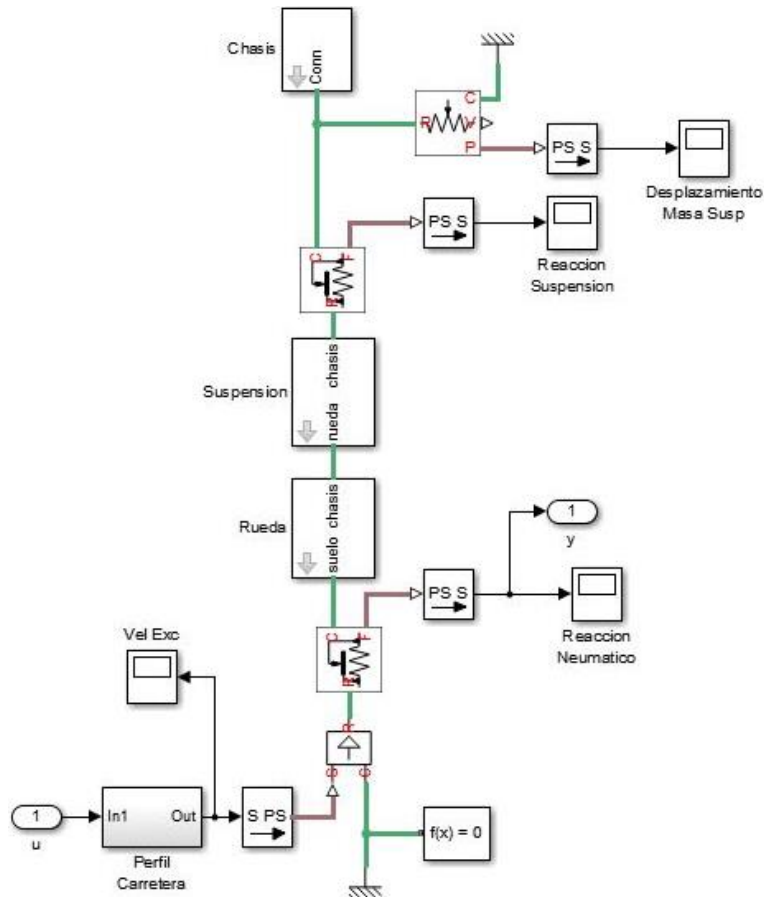 Chasis
Conn
C
R
V
P
PS S
Desplazamiento
Masa Susp
C
F
R
PS S
Reaccion
Suspension
Suspension
chasis
rueda
Rueda
chasis
suelo
1
y
PS S
Reaccion
Neumatico
C
F
R
Vel Exc
R
S
C
1
u
In1
Out
Perfil
Carretera
S PS
f(x) = 0